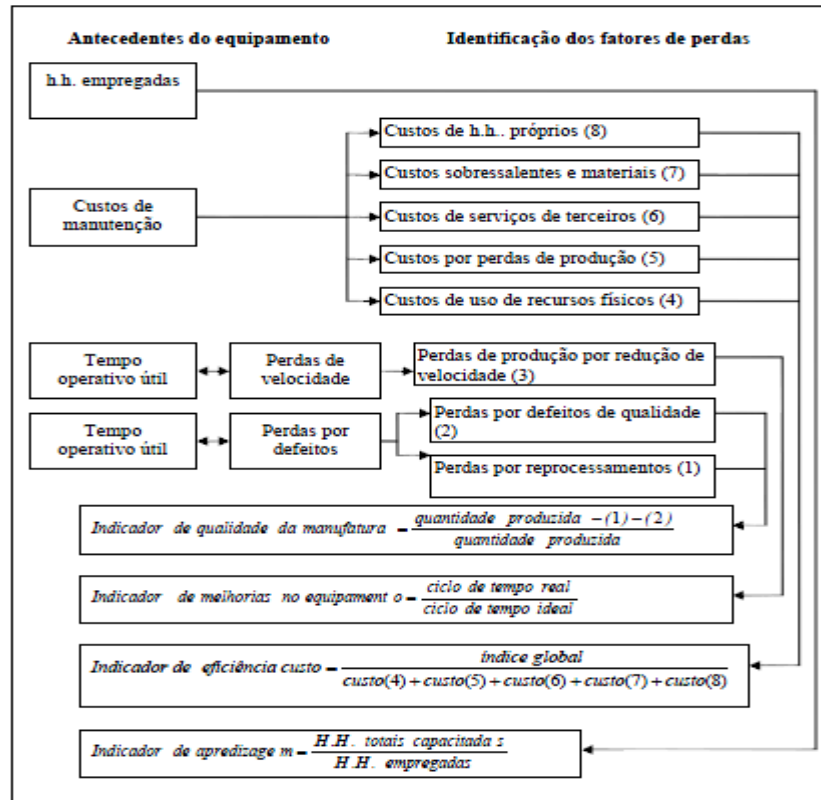 Antecedentes do equipamento
Identificação dos fatores de perdas
h.h. empregadas
Custos de h.h.. próprios (8)
Custos sobressalentes e materiais (7)
Custos de
manutenção
Custos de serviços de terceiros (6)
Custos por perdas de produção (5)
Custos de uso de recursos físicos (4)
Tempo
operativo útil
Perdas de
velocidade
Perdas de produção por redução de
velocidade (3)
Tempo
operativo útil
Perdas por
defeitos
Perdas por defeitos de qualidade
(2)
Perdas por reprocessamentos (1)
Indicador de qualidade da manufatura = quantidade produzida −(1)−(2)
quantidade produzida
Indicador de melhorias no equipament o = ciclo de tempo real
ciclo de tempo ideal
Indicador de eficiência custo = índice global
custo(4)+custo(5)+custo(6)+custo(7)+custo(8)
Indicador de apredizage m = H.H. totais capacitada s
H.H. empregadas